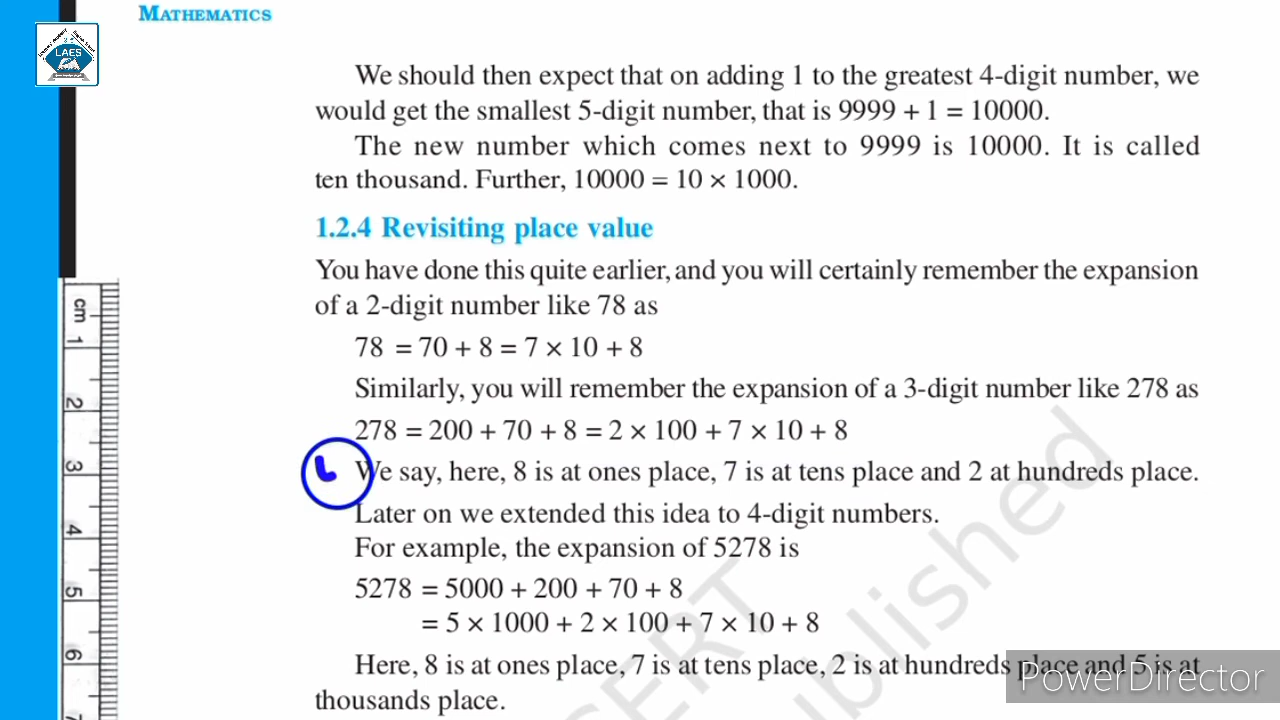 MATHEMATICS
LAES
We should then expect that on adding 1 to the greatest 4-digit number, we
would get the smallest 5-digit number, that is 9999 + 1 = 10000.
The new number which comes next to 9999 is 10000. It is called
ten thousand. Further, 10000 = 10 × 1000.
1.2.4 Revisiting place value
You have done this quite earlier, and you will certainly remember the expansion
of a 2-digit number like 78 as
78 = 70 + 8 = 7 × 10 + 8
Similarly, you will remember the expansion of a 3-digit number like 278 as
278 = 200 + 70 + 8 = 2 × 100 + 7 × 10 + 8
We say, here, 8 is at ones place, 7 is at tens place and 2 at hundreds place.
Later on we extended this idea to 4-digit numbers.
For example, the expansion of 5278 is
5278 = 5000 + 200 + 70 + 8
= 5 × 1000 + 2 × 100 + 7 × 10 + 8
Here, 8 is at ones place, 7 is at tens place, 2 is at hundreds place and 5 is at
thousands place.
cm
1
2
3
4
5
6
7
PowerDirector